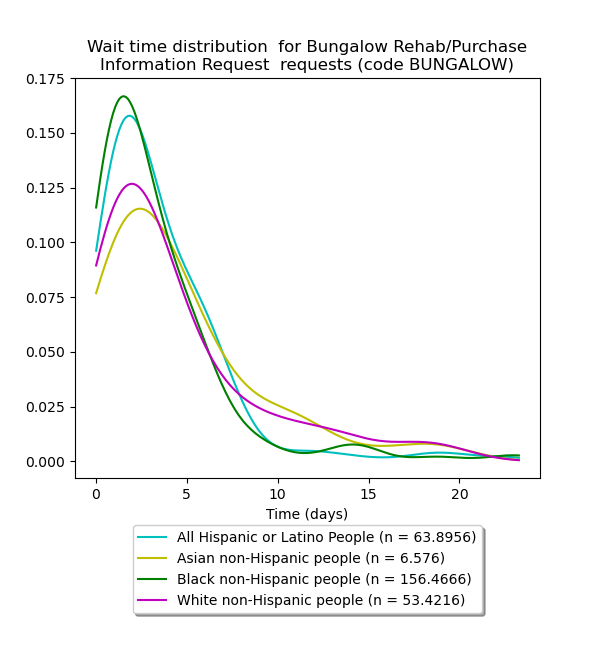 Wait time distribution  for Bungalow Rehab/Purchase
Information Request  requests (code BUNGALOW)
0.175
0.150
0.125
0.100
0.075
0.050
0.025
0.000
0 5 10 15 20
Time (days)
All Hispanic or Latino People (n = 63.8956)
Asian non-Hispanic people (n = 6.576)
Black non-Hispanic people (n = 156.4666)
White non-Hispanic people (n = 53.4216)